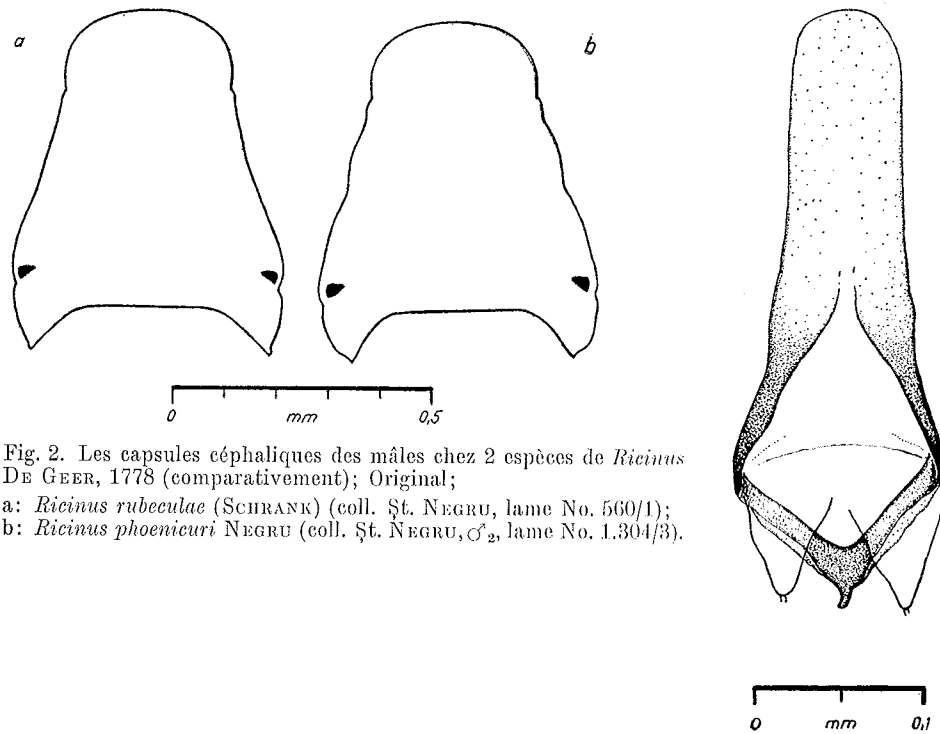 a
b
0 mm 0,5
Fig. 2. Les capsules céphaliques des mâles chez 2 espèces de Ricinus
DE GEER, 1778 (comparativement); Original;
a: Ricinus rubeculae (SCHRANK) (coll. Şt. NEGRU, lame No. 560/1);
b: Ricinus phoenicuri NEGRU (coll. Şt. NEGRU, ♂₂, lame No. 1.304/3).
0 mm 0,1